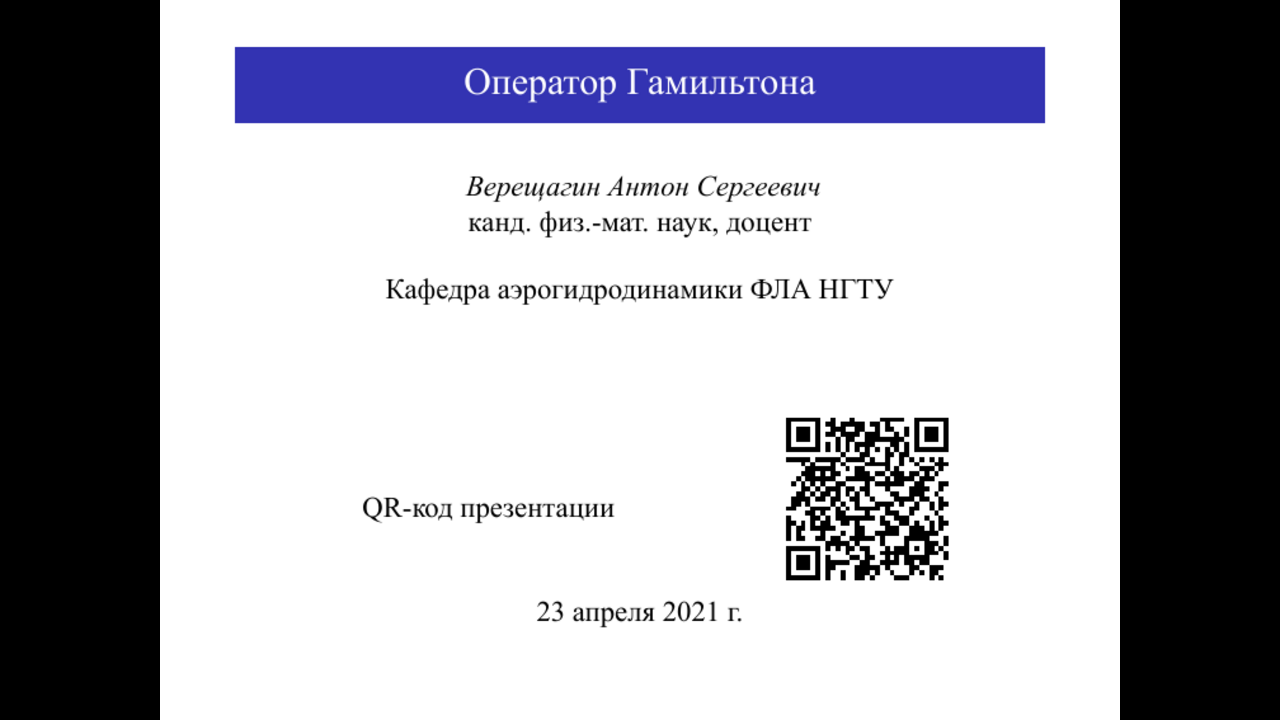 Оператор Гамильтона
Верещагин Антон Сергеевич
канд. физ.-мат. наук, доцент
Кафедра аэрогидродинамики ФЛА НГТУ
QR-код презентации
23 апреля 2021 г.